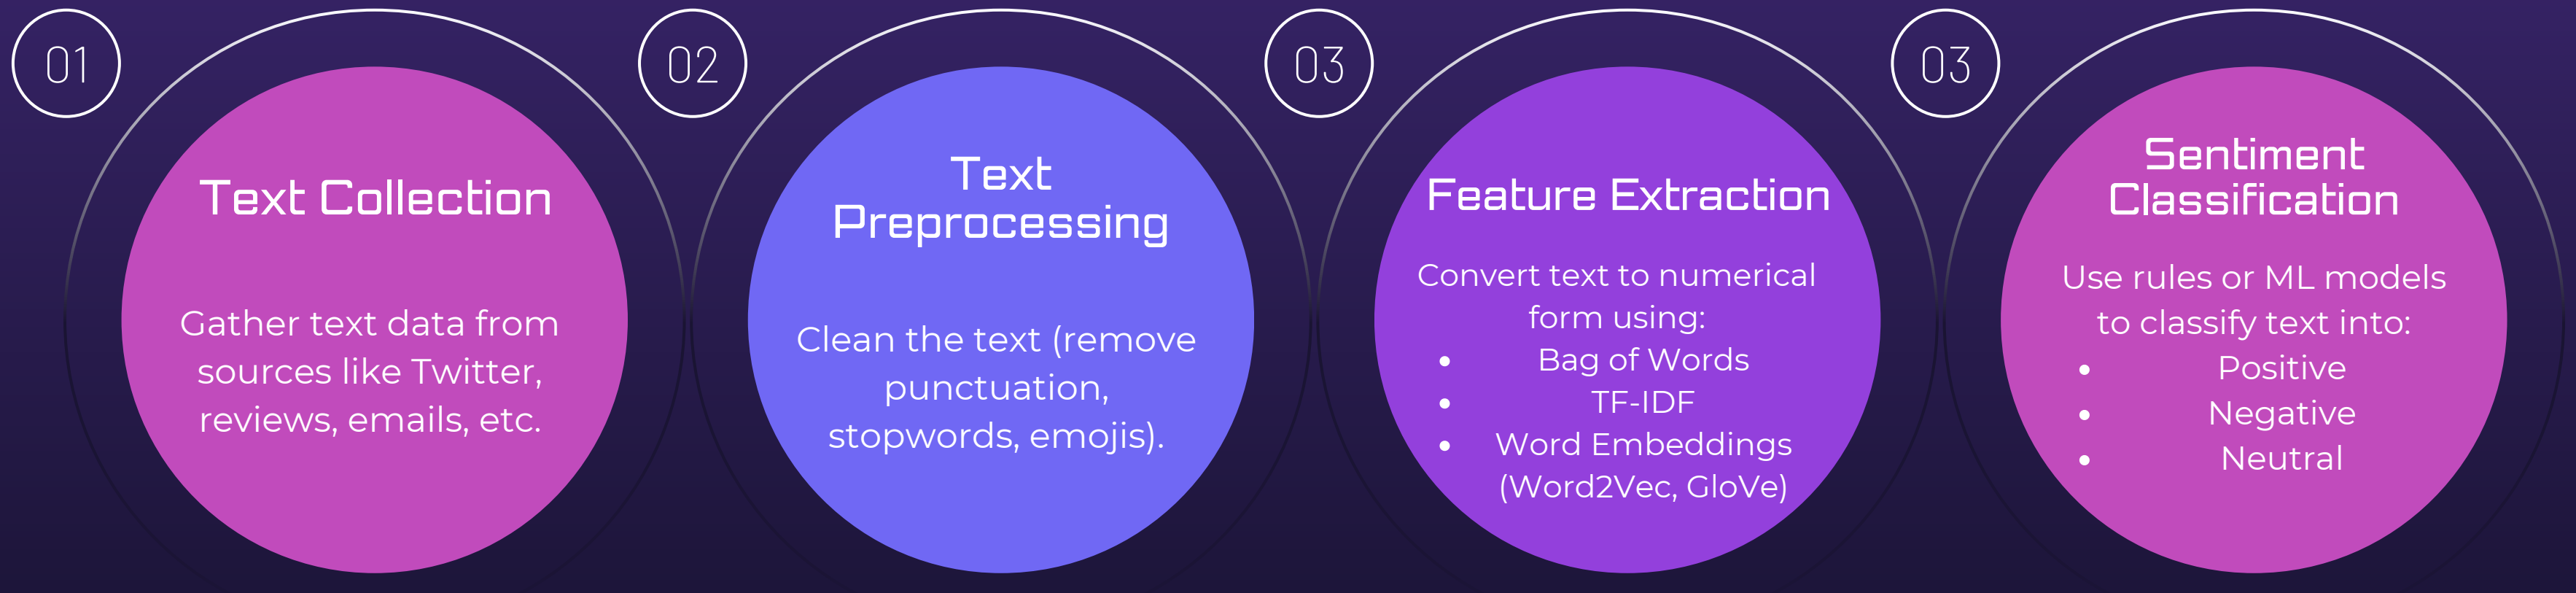 01
Text Collection
Gather text data from
sources like Twitter,
reviews, emails, etc.
02
Text
Preprocessing
Clean the text (remove
punctuation,
stopwords, emojis).
03
Feature Extraction
Convert text to numerical
form using:
• Bag of Words
• TF-IDF
• Word Embeddings
(Word2Vec, GloVe)
03
Sentiment
Classification
Use rules or ML models
to classify text into:
• Positive
• Negative
• Neutral